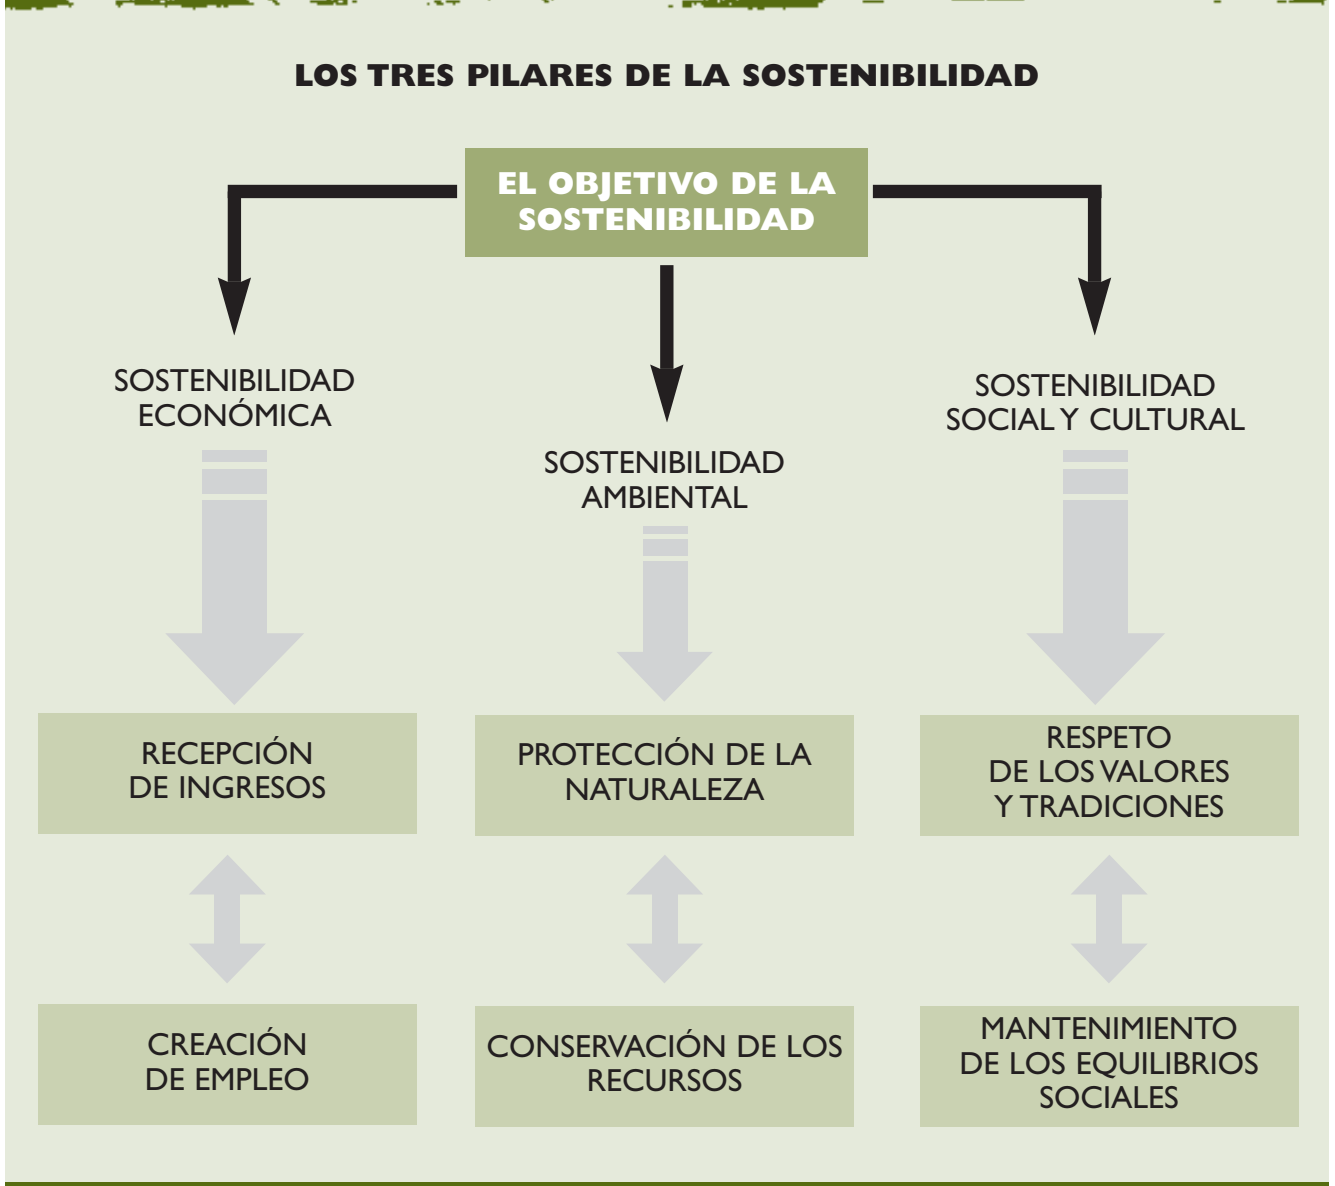 LOS TRES PILARES DE LA SOSTENIBILIDAD
EL OBJETIVO DE LA
SOSTENIBILIDAD
SOSTENIBILIDAD
ECONÓMICA
SOSTENIBILIDAD
AMBIENTAL
SOSTENIBILIDAD
SOCIAL Y CULTURAL
RECEPCIÓN
DE INGRESOS
PROTECCIÓN DE LA
NATURALEZA
RESPETO
DE LOS VALORES
Y TRADICIONES
CREACIÓN
DE EMPLEO
CONSERVACIÓN DE LOS
RECURSOS
MANTENIMIENTO
DE LOS EQUILIBRIOS
SOCIALES